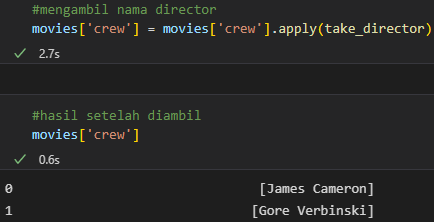 #mengambil nama director
movies['crew'] = movies['crew'].apply(take_director)
2.7s
#hasil setelah diambil
movies['crew']
0.6s
0 [James Cameron]
1 [Gore Verbinski]